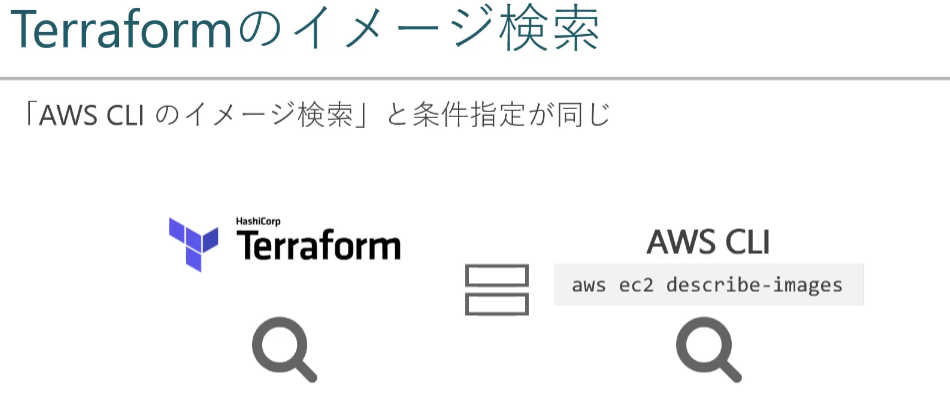 Terraformのイメージ検索
「AWS CLI のイメージ検索」と条件指定が同じ
HashiCorp
Terraform
AWS CLI
aws ec2 describe-images